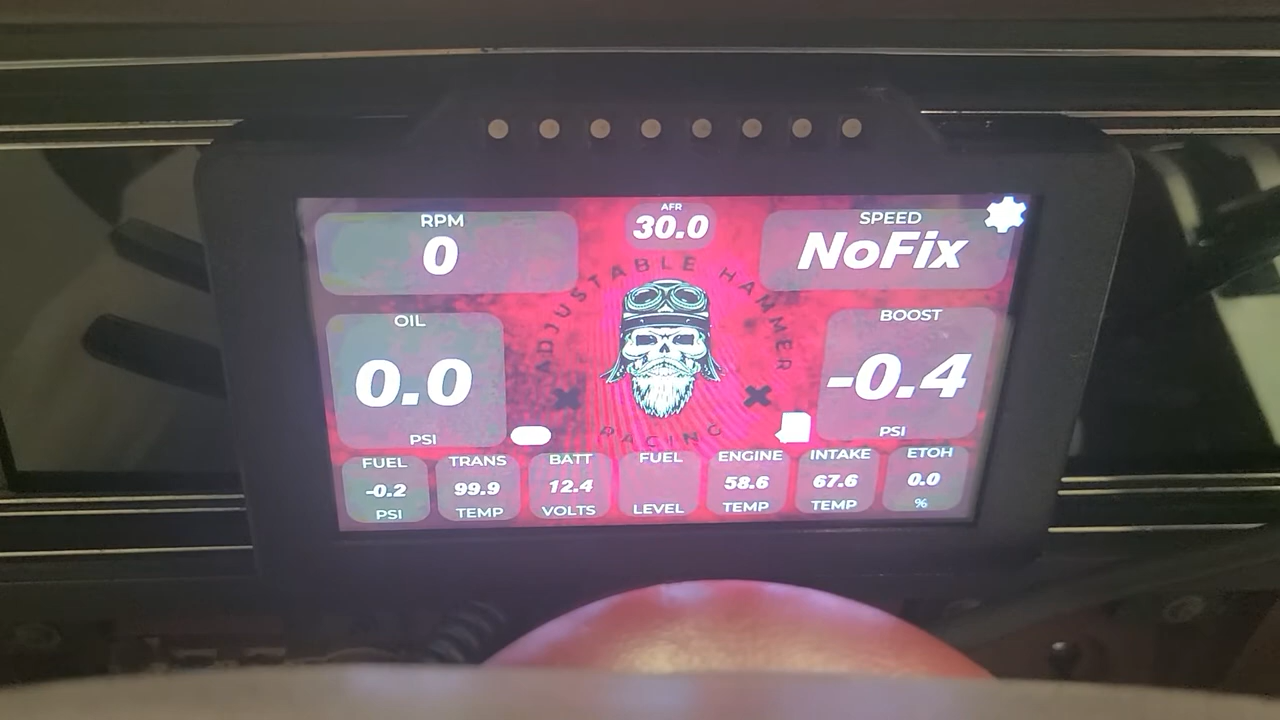 RPM
0
AFR
30.0
SPEED
NoFix
ADJUSTABLE HAMMER
RACING
OIL
0.0
PSI
BOOST
-0.4
PSI
FUEL
-0.2
PSI
TRANS
99.9
TEMP
BATT
12.4
VOLTS
FUEL
LEVEL
ENGINE
58.6
TEMP
INTAKE
67.6
TEMP
ETOH
0.0
%